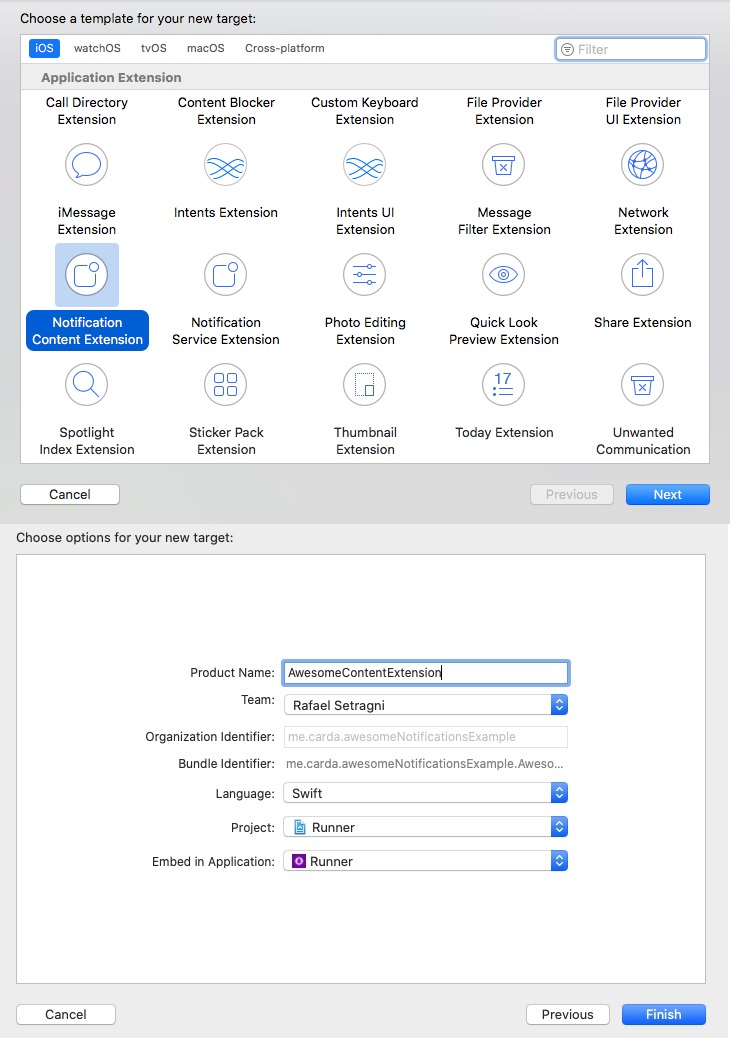 Choose a template for your new target:
iOS watchOS tvOS macOS Cross-platform Filter
Application Extension
Call Directory Content Blocker Custom Keyboard File Provider File Provider
Extension Extension Extension Extension UI Extension
iMessage Intents Extension Intents UI Message Network
Extension Extension Filter Extension Extension
Notification Notification Photo Editing Quick Look Share Extension
Content Extension Service Extension Extension Preview Extension
17
Spotlight Sticker Pack Thumbnail Today Extension Unwanted
Index Extension Extension Extension Communication
Cancel Previous Next
Choose options for your new target:
Product Name: AwesomeContentExtension
Team: Rafael Setragni
Organization Identifier: me.carda.awesomeNotificationsExample
Bundle Identifier: me.carda.awesomeNotificationsExample.Aweso...
Language: Swift
Project: Runner
Embed in Application: Runner
Cancel Previous Finish